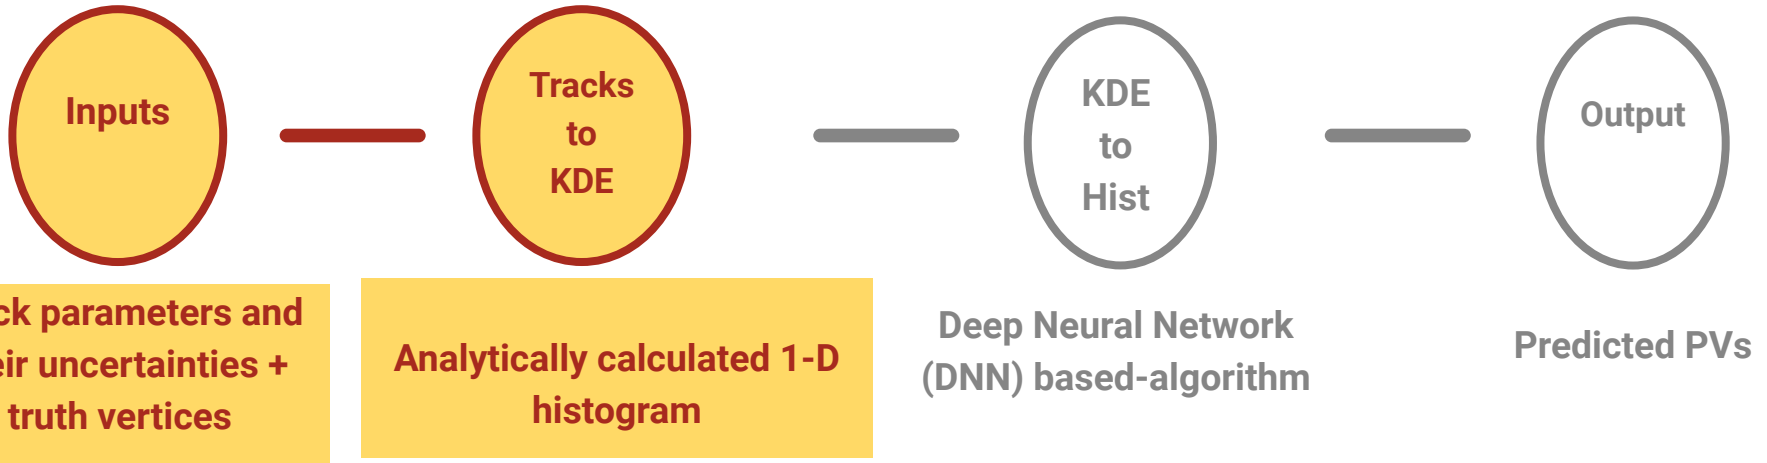 Inputs
Tracks
to
KDE
KDE
to
Hist
Output
ck parameters and
eir uncertainties +
truth vertices
Analytically calculated 1-D
histogram
Deep Neural Network
(DNN) based-algorithm
Predicted PVs